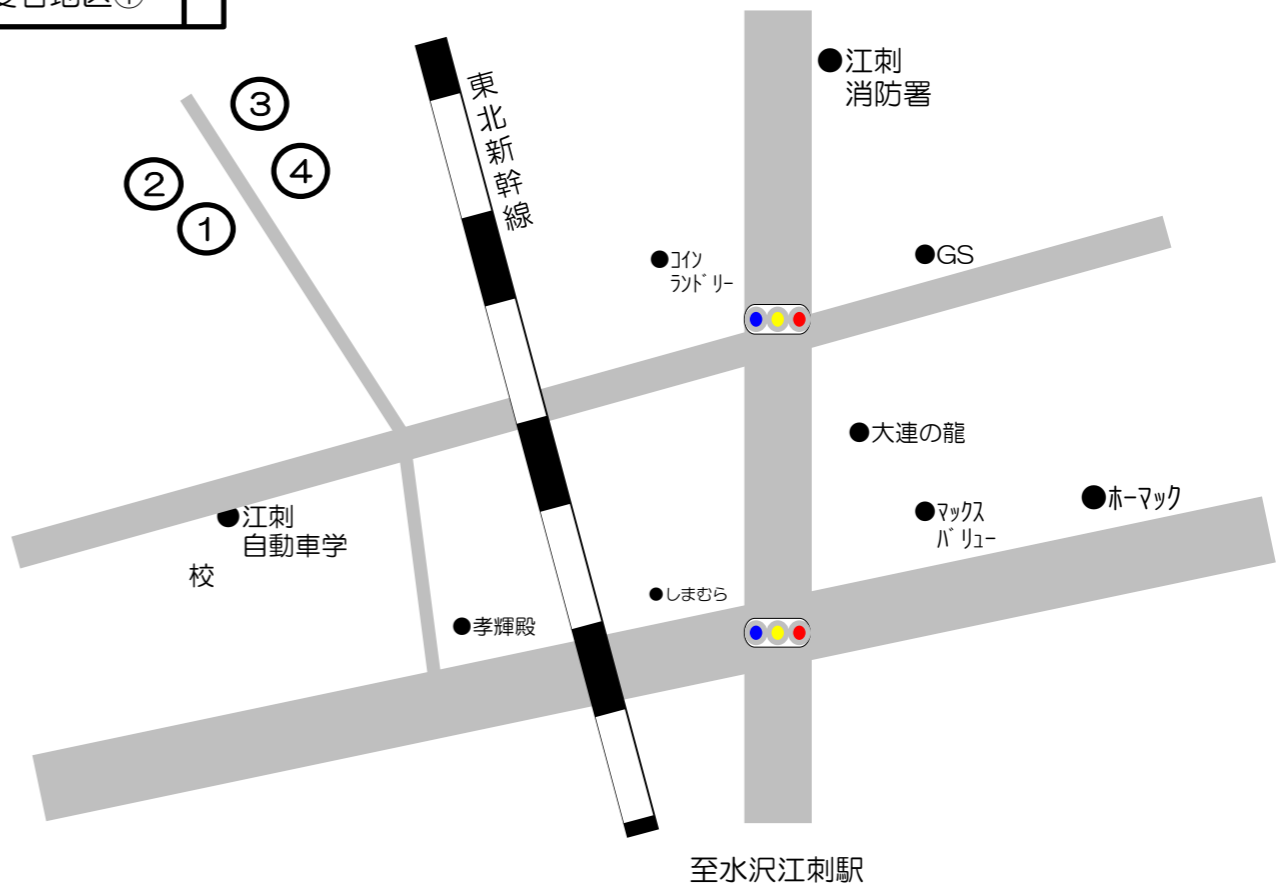 地区①
③
●江刺
消防署
東北新幹線
④
②
①
●コイン
ランドリー
●GS
●大連の龍
●ホーマック
●マックス
バリュー
●江刺
自動車学
校
●しまむら
●孝輝殿
至水沢江刺駅